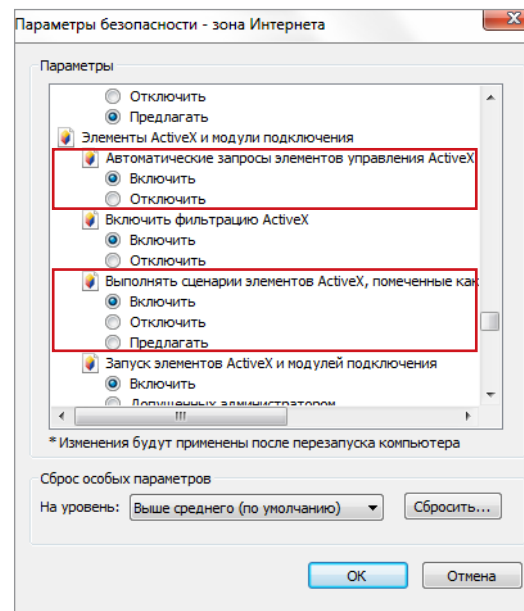 Параметры безопасности - зона Интернета
Параметры
Отключить
Предлагать
Элементы ActiveX и модули подключения
Автоматические запросы элементов управления ActiveX
Включить
Отключить
Включить фильтрацию ActiveX
Включить
Отключить
Выполнять сценарии элементов ActiveX, помеченные как
Включить
Отключить
Предлагать
Запуск элементов ActiveX и модулей подключения
Включить
Допущенных администратором
* Изменения будут применены после перезапуска компьютера
Сброс особых параметров
На уровень: Выше среднего (по умолчанию) Сбросить...
OK Отмена